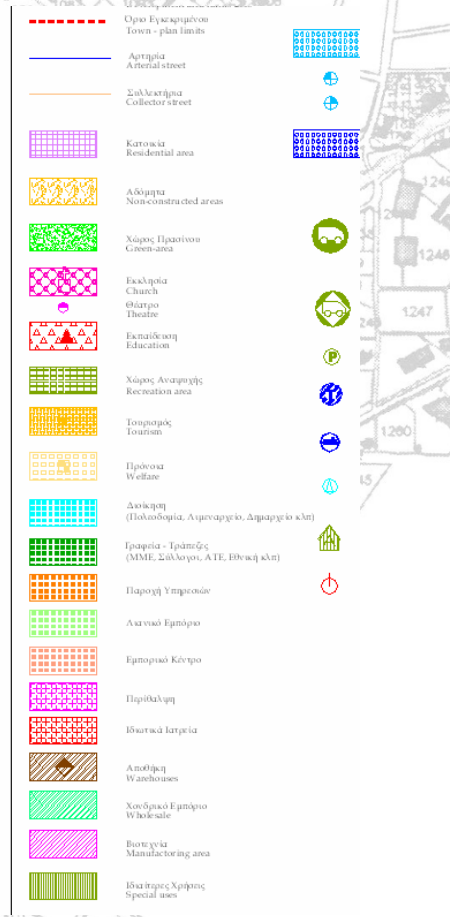 Όριο Εγκεκριμένου
Town - plan limits
Αρτηρία
Arterial street
Συλλεκτήρια
Collector street
Κατοικία
Residential area
Αδόμητα
Non-constructed areas
Χώρος Πρασίνου
Green-area
Εκκλησία
Church
Θέατρο
Theatre
Εκπαίδευση
Education
Χώρος Αναψυχής
Recreation area
Τουρισμός
Tourism
Πρόνοια
Welfare
Διοίκηση
(Πολεοδομία, Λιμεναρχείο, Δημαρχείο κλπ)
Γραφεία - Τράπεζες
(ΜΜΕ, Σύλλογοι, ΑΤΕ, Εθνική κλπ)
Παροχή Υπηρεσιών
Λιανικό Εμπόριο
Εμπορικό Κέντρο
Περίθαλψη
Ιδιωτικά Ιατρεία
Αποθήκη
Warehouses
Χονδρικό Εμπόριο
Wholesale
Βιοτεχνία
Manufactoring area
Ιδιαίτερες Χρήσεις
Special uses
P
1248
1247
1260